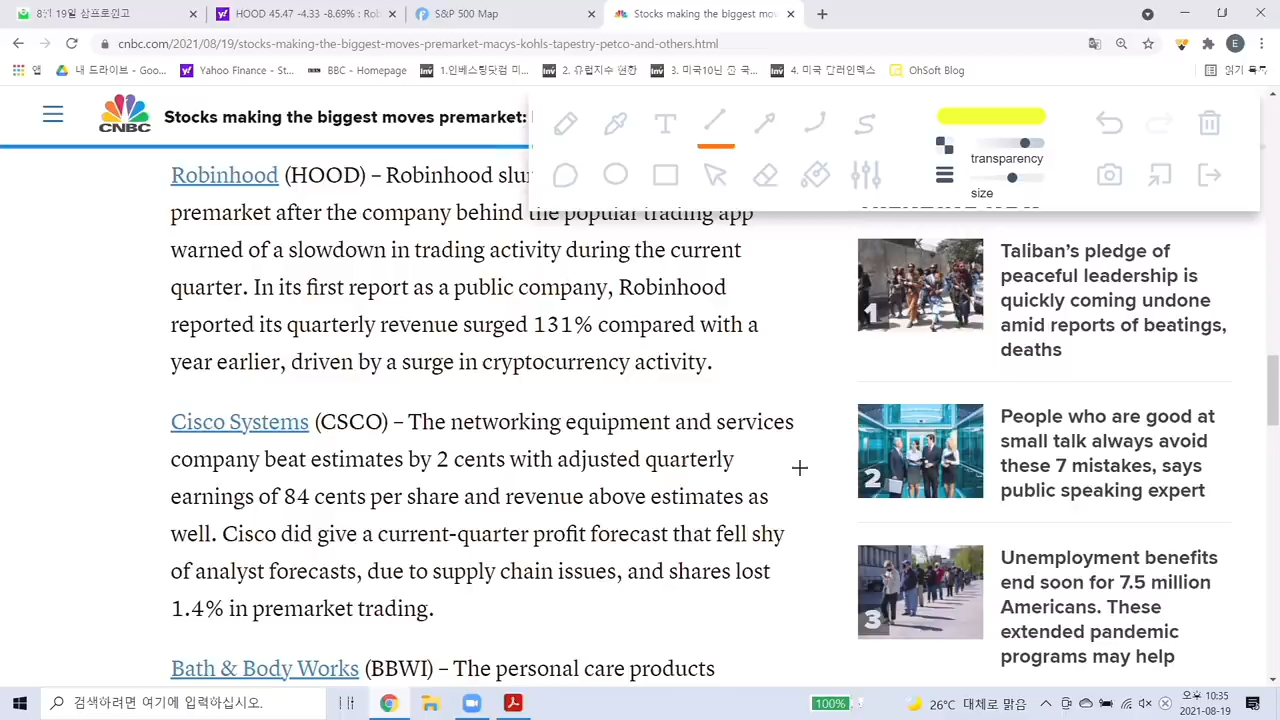 8월 19일 삼프로원고
HOOD 45.47 -4.33 -8.69% : Rob
S&P 500 Map
Stocks making the biggest mov
cnbc.com/2021/08/19/stocks-making-the-biggest-moves-premarket-macys-kohls-tapestry-petco-and-others.html
E
앱
내 드라이브 - Goo...
Yahoo Finance - St...
BBC - Homepage
1.인베스팅닷컴 미...
2. 유럽지수 현황
3. 미국10년 준 국...
4. 미국 달러인덱스
OhSoft Blog
읽기 목록
CNBC
Stocks making the biggest moves premarket:
transparency
size
Robinhood (HOOD) – Robinhood slu
premarket after the company behind the popular trading app
warned of a slowdown in trading activity during the current
quarter. In its first report as a public company, Robinhood
reported its quarterly revenue surged 131% compared with a
year earlier, driven by a surge in cryptocurrency activity.
Cisco Systems (CSCO) – The networking equipment and services
company beat estimates by 2 cents with adjusted quarterly
earnings of 84 cents per share and revenue above estimates as
well. Cisco did give a current-quarter profit forecast that fell shy
of analyst forecasts, due to supply chain issues, and shares lost
1.4% in premarket trading.
Bath & Body Works (BBWI) – The personal care products
1
Taliban’s pledge of
peaceful leadership is
quickly coming undone
amid reports of beatings,
deaths
2
People who are good at
small talk always avoid
these 7 mistakes, says
public speaking expert
3
Unemployment benefits
end soon for 7.5 million
Americans. These
extended pandemic
programs may help
검색하려면 여기에 입력하십시오.
100%
26°C 대체로 맑음
오후 10:35
2021-08-19